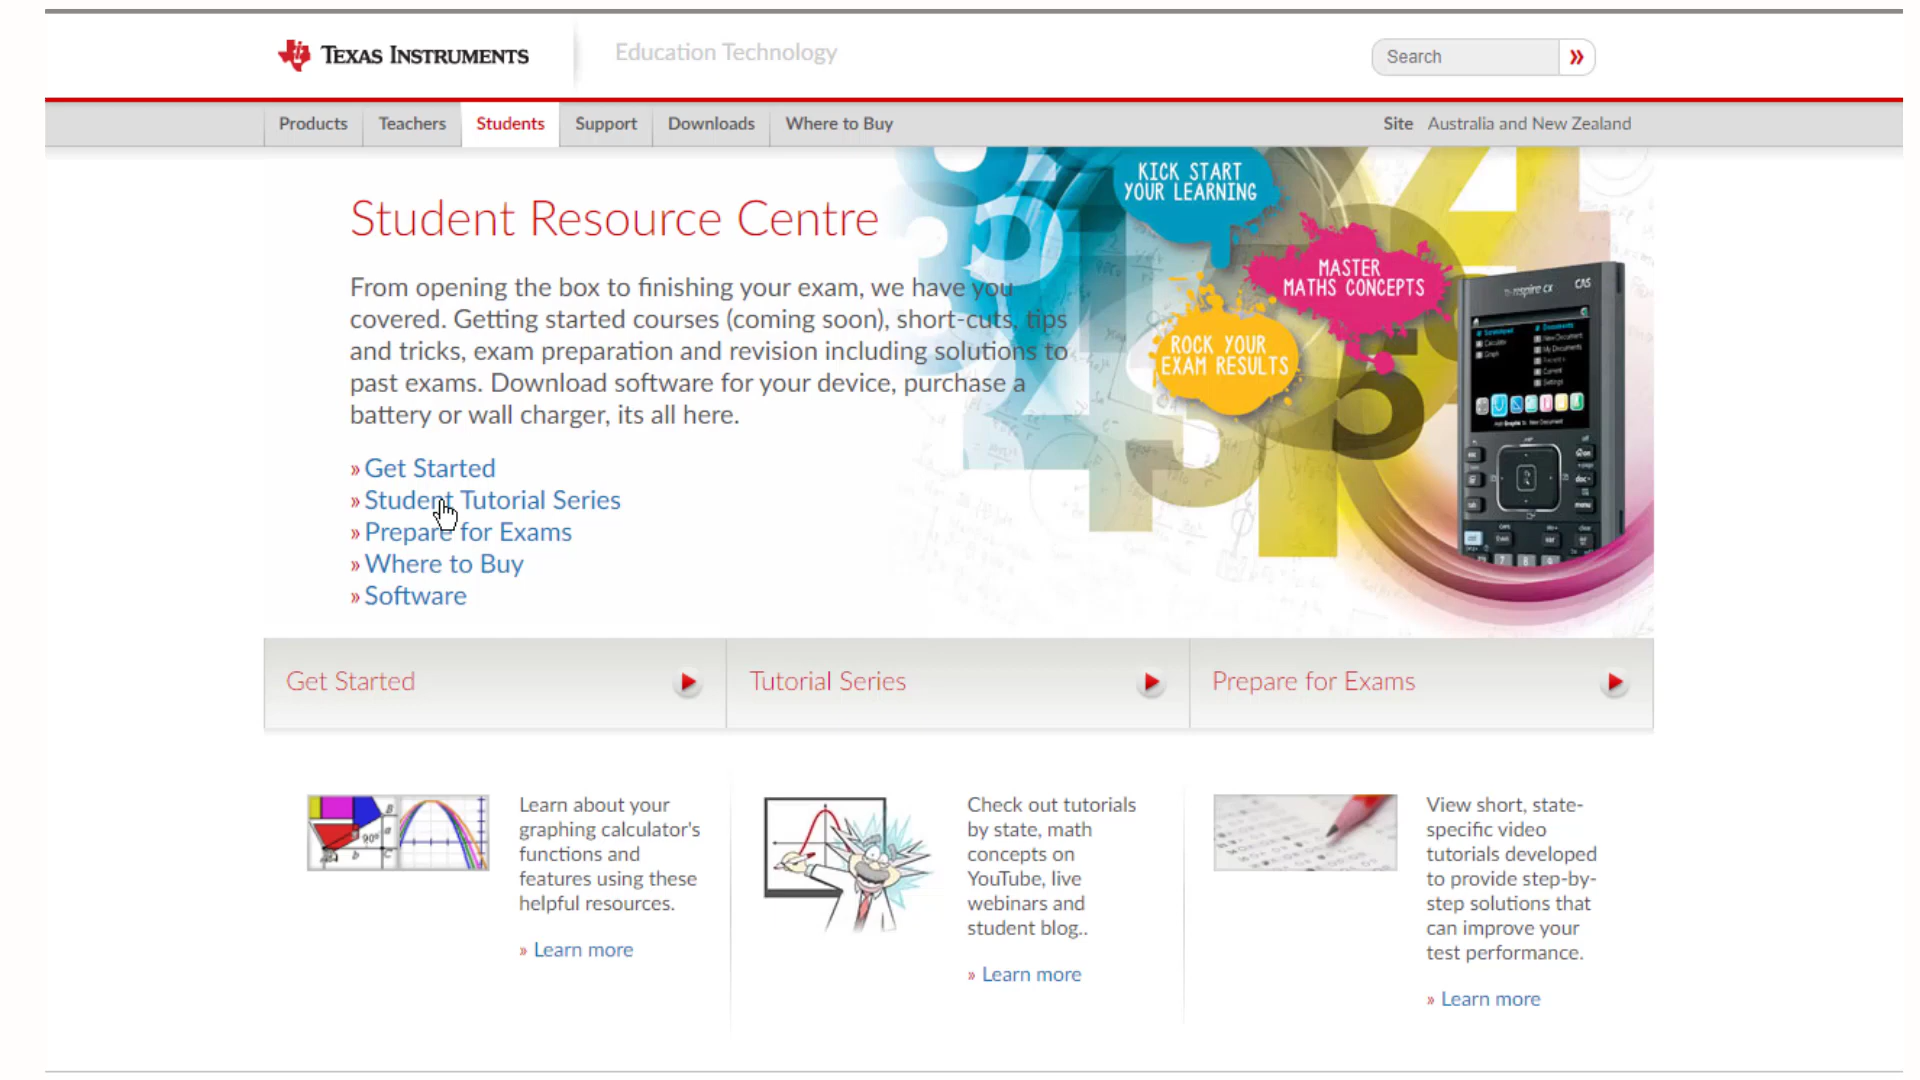 TEXAS INSTRUMENTS
Education Technology
Search
Products Teachers Students Support Downloads Where to Buy
Site Australia and New Zealand
Student Resource Centre
From opening the box to finishing your exam, we have you
covered. Getting started courses (coming soon), short-cuts, tips
and tricks, exam preparation and revision including solutions to
past exams. Download software for your device, purchase a
battery or wall charger, its all here.
» Get Started
» Student Tutorial Series
» Prepare for Exams
» Where to Buy
» Software
KICK START
YOUR LEARNING
MASTER
MATHS CONCEPTS
ROCK YOUR
EXAM RESULTS
Get Started
Tutorial Series
Prepare for Exams
Learn about your
graphing calculator's
functions and
features using these
helpful resources.
» Learn more
Check out tutorials
by state, math
concepts on
YouTube, live
webinars and
student blog..
» Learn more
View short, state-
specific video
tutorials developed
to provide step-by-
step solutions that
can improve your
test performance.
» Learn more